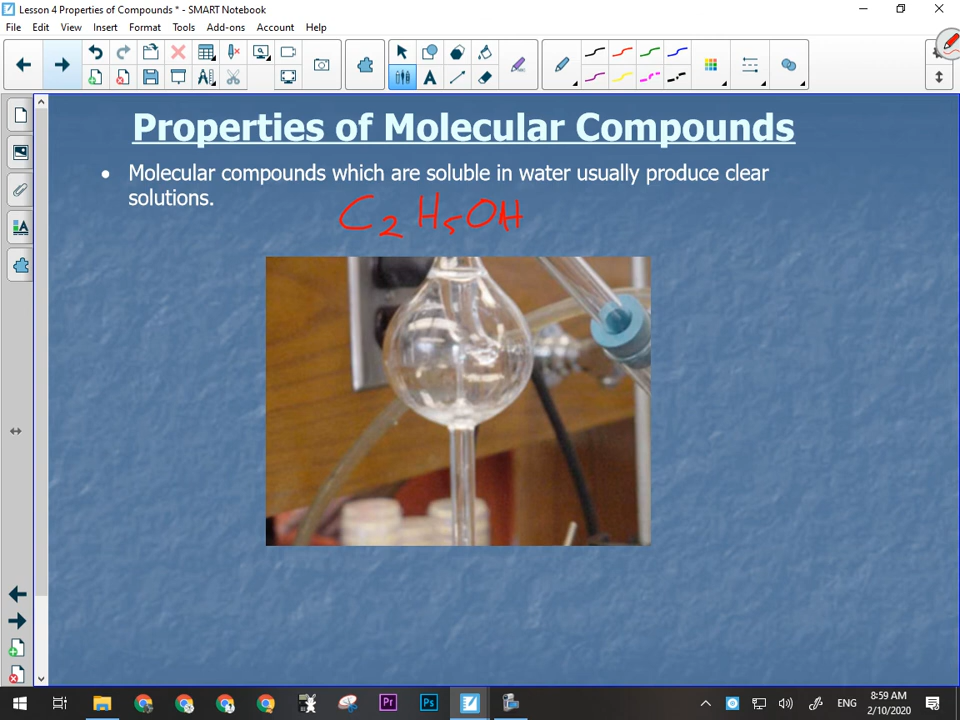 Lesson 4 Properties of Compounds * - SMART Notebook
File Edit View Insert Format Tools Add-ons Account Help
Properties of Molecular Compounds
• Molecular compounds which are soluble in water usually produce clear
solutions.
C₂H₅OH
Pr Ps
ENG
8:59 AM
2/10/2020